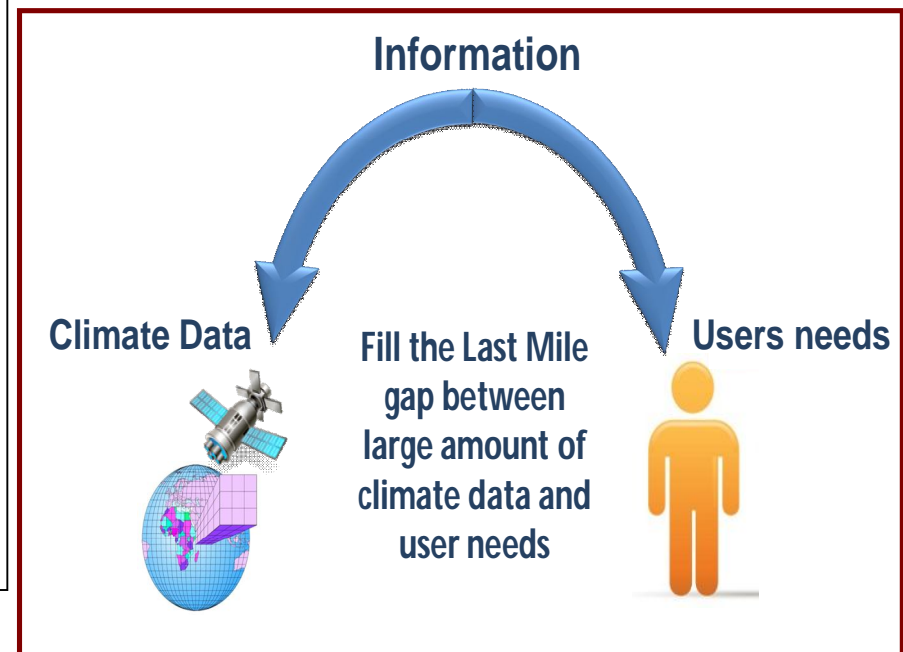 Information
Climate Data
Users needs
Fill the Last Mile
gap between
large amount of
climate data and
user needs